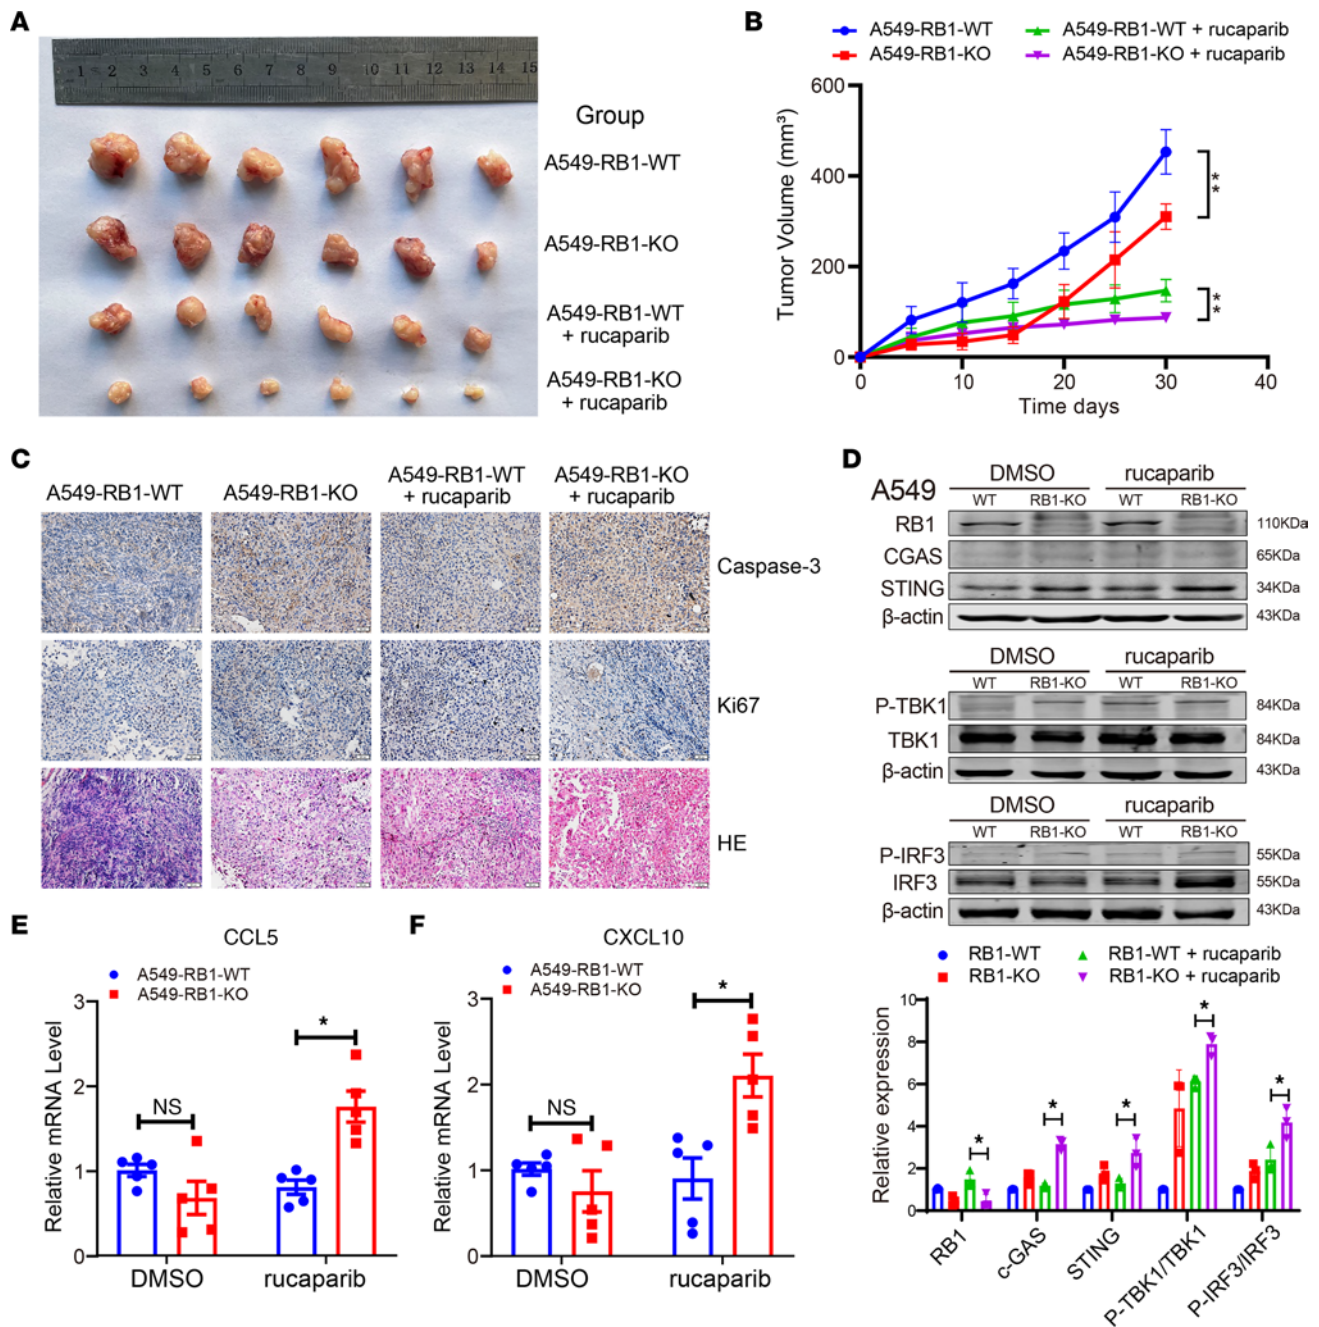 A
1 2 3 4 5 6 7 8 9 10 11 12 13 14 15
Group
A549-RB1-WT
A549-RB1-KO
A549-RB1-WT
+ rucaparib
A549-RB1-KO
+ rucaparib
B
A549-RB1-WT
A549-RB1-KO
A549-RB1-WT + rucaparib
A549-RB1-KO + rucaparib
Tumor Volume (mm³)
600
400
200
0
0 10 20 30 40
Time days
**
**
C
A549-RB1-WT
A549-RB1-KO
A549-RB1-WT
+ rucaparib
A549-RB1-KO
+ rucaparib
Caspase-3
Ki67
HE
D
A549
DMSO rucaparib
WT RB1-KO WT RB1-KO
RB1 110KDa
CGAS 65KDa
STING 34KDa
β-actin 43KDa
DMSO rucaparib
WT RB1-KO WT RB1-KO
P-TBK1 84KDa
TBK1 84KDa
β-actin 43KDa
DMSO rucaparib
WT RB1-KO WT RB1-KO
P-IRF3 55KDa
IRF3 55KDa
β-actin 43KDa
RB1-WT
RB1-KO
RB1-WT + rucaparib
RB1-KO + rucaparib
Relative expression
10
8
6
4
2
0
* * * * *
RB1 c-GAS STING P-TBK1/TBK1 P-IRF3/IRF3
E
CCL5
A549-RB1-WT
A549-RB1-KO
Relative mRNA Level
3
2
1
0
NS *
DMSO rucaparib
F
CXCL10
A549-RB1-WT
A549-RB1-KO
Relative mRNA Level
3
2
1
0
NS *
DMSO rucaparib